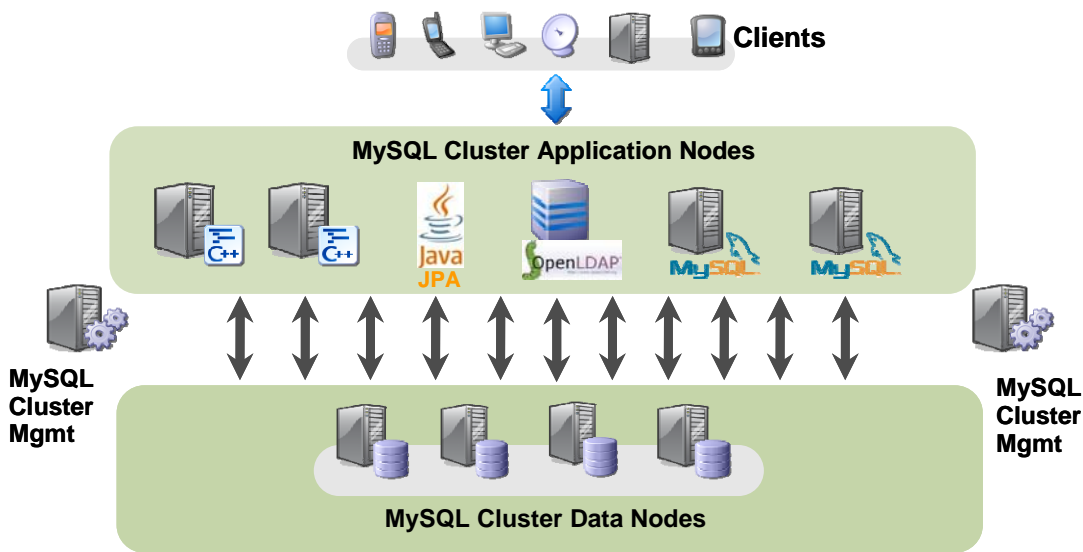 Clients
MySQL Cluster Application Nodes
C++
C++
Java
JPA
OpenLDAP
MySQL
MySQL
MySQL
Cluster
Mgmt
MySQL
Cluster
Mgmt
MySQL Cluster Data Nodes